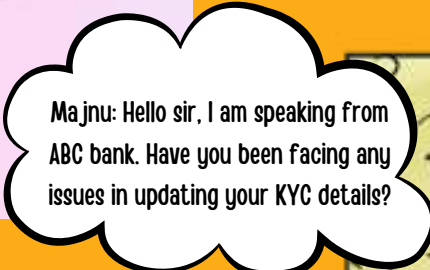 Majnu: Hello sir, I am speaking from
ABC bank. Have you been facing any
issues in updating your KYC details?